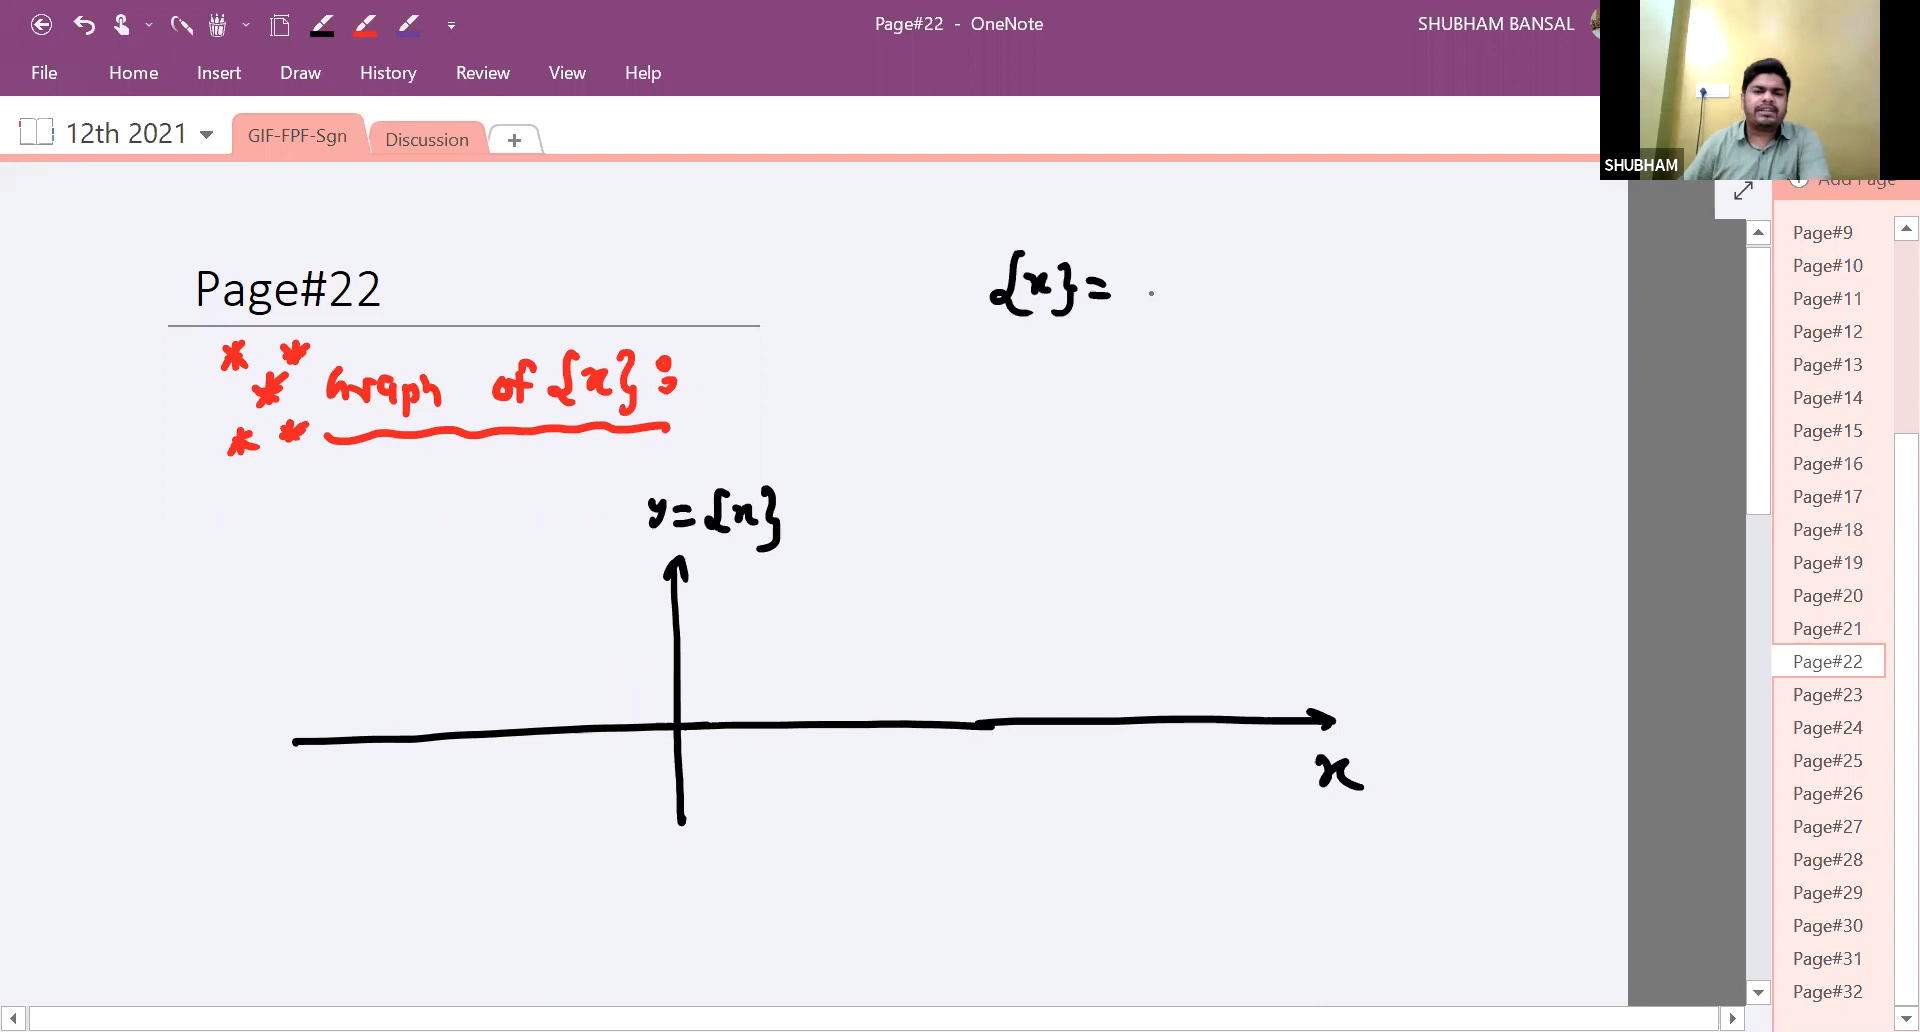 Page#22 - OneNote
SHUBHAM BANSAL
File Home Insert Draw History Review View Help
12th 2021
GIF-FPF-Sgn
Discussion
+
SHUBHAM
Add Page
Page#22
{x} =
Graph of {x} :
y = {x}
x
Page#9
Page#10
Page#11
Page#12
Page#13
Page#14
Page#15
Page#16
Page#17
Page#18
Page#19
Page#20
Page#21
Page#22
Page#23
Page#24
Page#25
Page#26
Page#27
Page#28
Page#29
Page#30
Page#31
Page#32